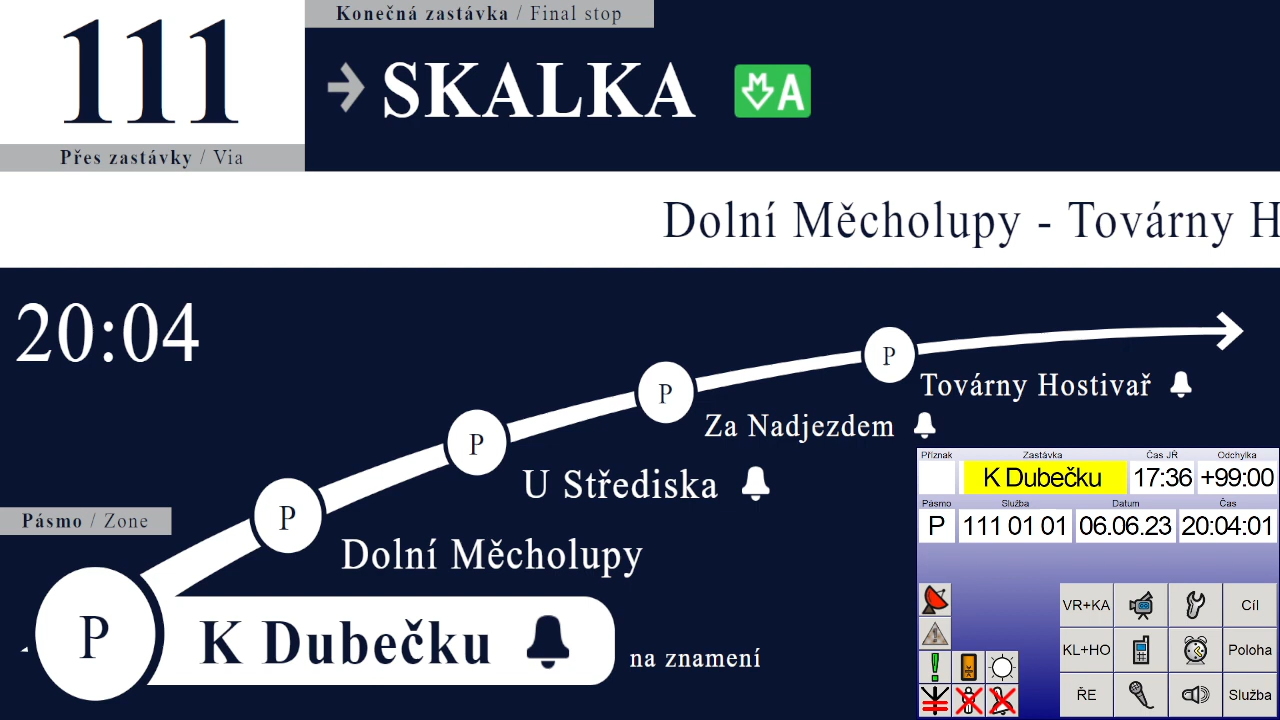 111
Konečná zastávka / Final stop
SKALKA M A
Přes zastávky / Via
Dolní Měcholupy - Továrny H
20:04
P Továrny Hostivař
P Za Nadjezdem
P U Střediska
Pásmo / Zone
P Dolní Měcholupy
P K Dubečku na znamení
Příznak Zastávka Čas JŘ Odchylka
K Dubečku 17:36 +99:00
Pásmo Služba Datum Čas
P 111 01 01 06.06.23 20:04:01
VR+KA Cíl
KL+HO Poloha
ŘE Služba